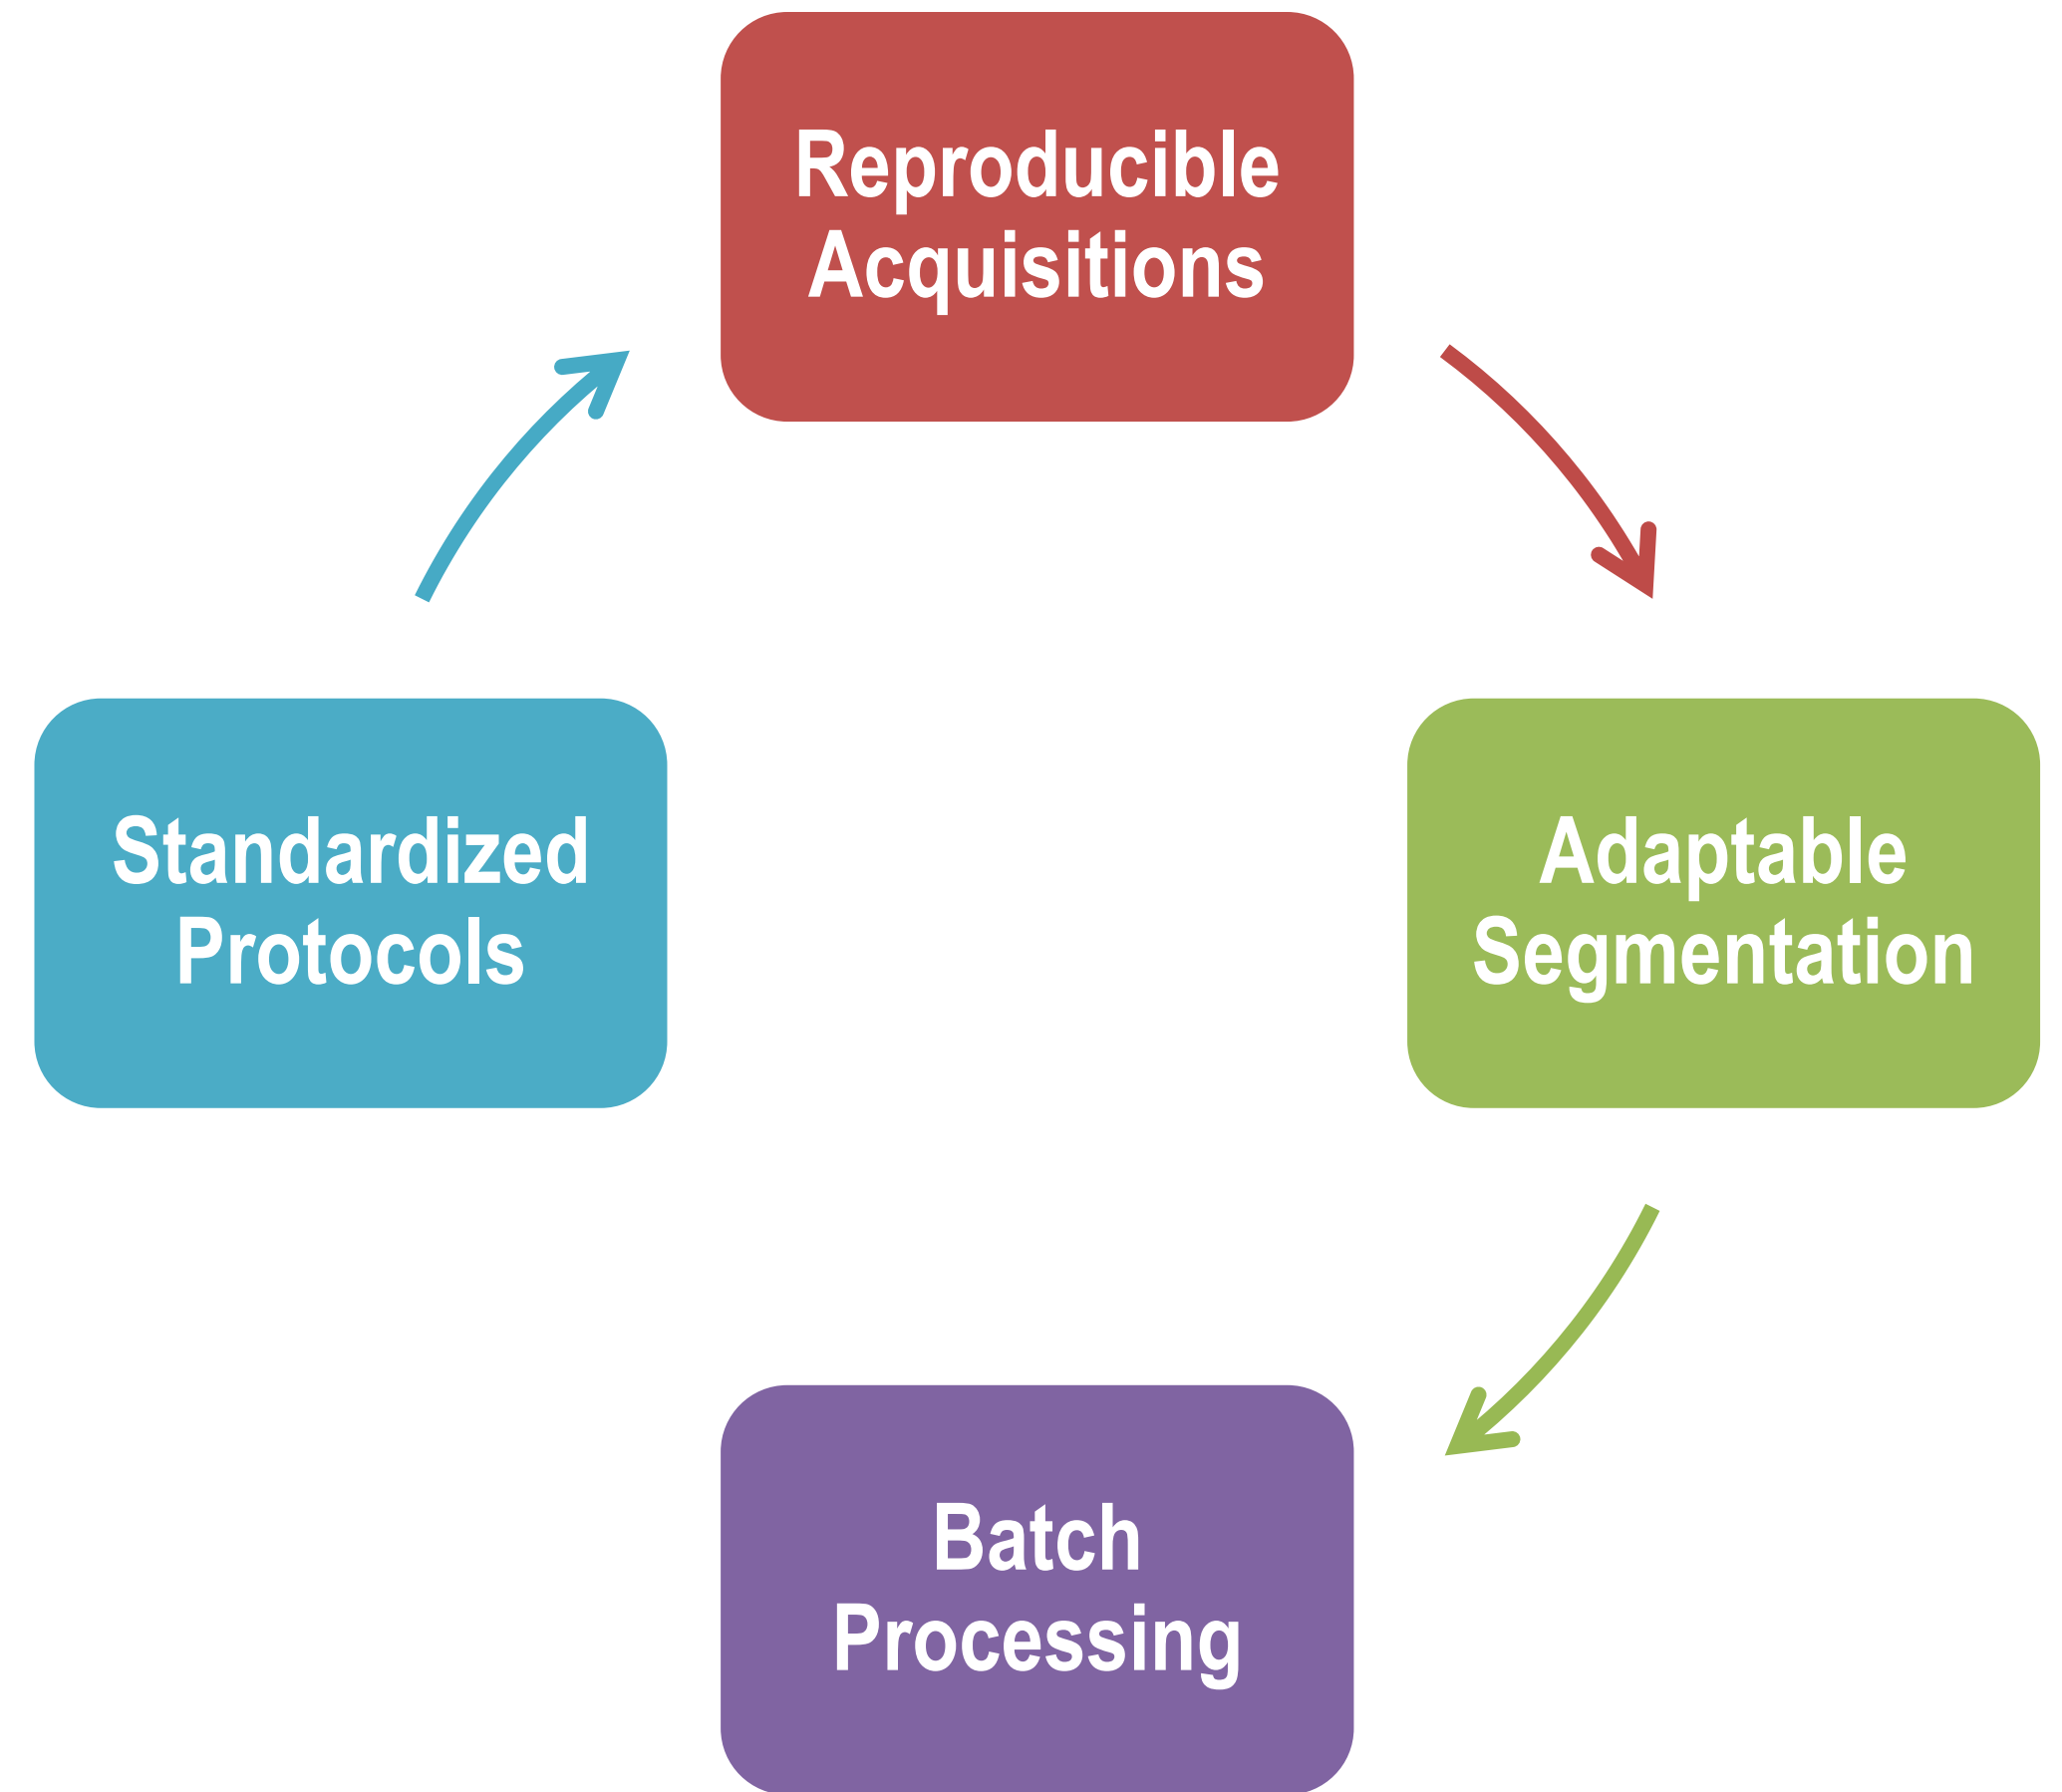 Reproducible
Acquisitions
Standardized
Protocols
Adaptable
Segmentation
Batch
Processing